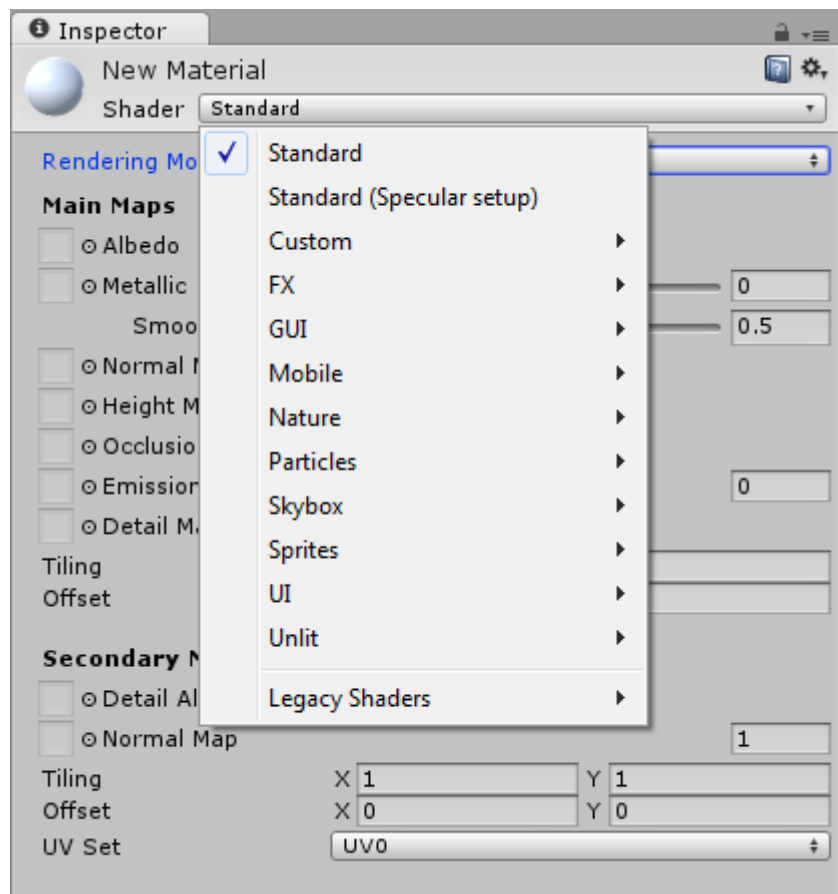 Inspector
New Material
Shader Standard
Rendering Mo
Standard
Standard (Specular setup)
Custom
FX
GUI
Mobile
Nature
Particles
Skybox
Sprites
UI
Unlit
Legacy Shaders
Main Maps
Albedo
Metallic 0
Smoo 0.5
Normal M
Height M
Occlusio
Emission 0
Detail Ma
Tiling
Offset
Secondary M
Detail Al
Normal Map 1
Tiling X 1 Y 1
Offset X 0 Y 0
UV Set UV0